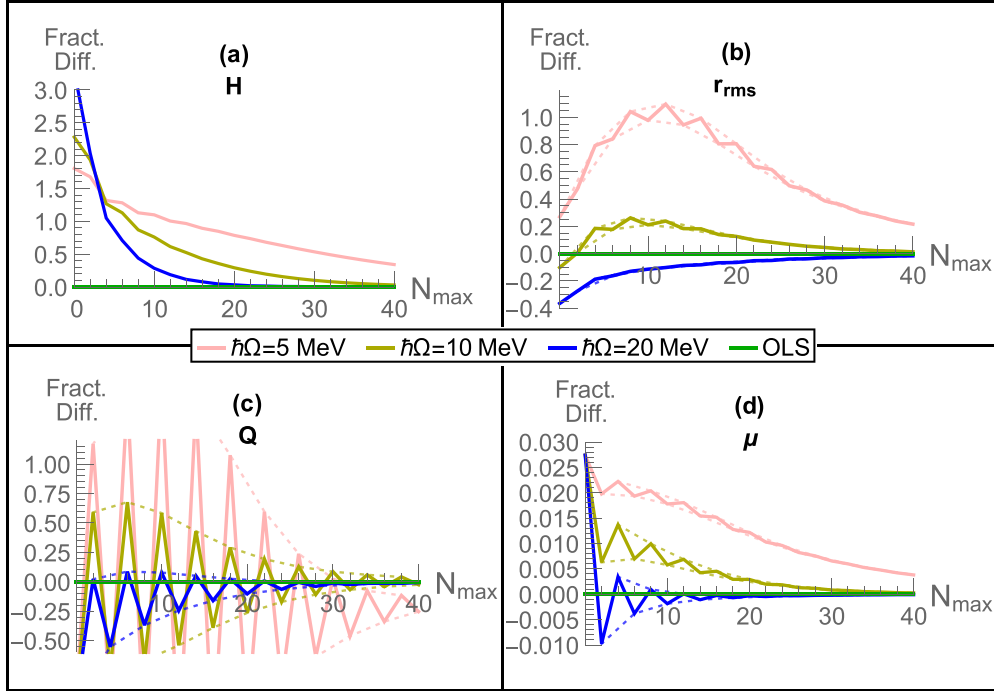 Fract.
Diff.
(a)
H
3.0
2.5
2.0
1.5
1.0
0.5
0.0
0 10 20 30 40
N_max
Fract.
Diff.
(b)
r_rms
1.0
0.8
0.6
0.4
0.2
0.0
−0.2
−0.4
10 20 30 40
N_max
ℏΩ=5 MeV ℏΩ=10 MeV ℏΩ=20 MeV OLS
Fract.
Diff.
(c)
Q
1.00
0.75
0.50
0.25
0.00
−0.25
−0.50
10 20 30 40
N_max
Fract.
Diff.
(d)
μ
0.030
0.025
0.020
0.015
0.010
0.005
0.000
−0.005
−0.010
10 20 30 40
N_max